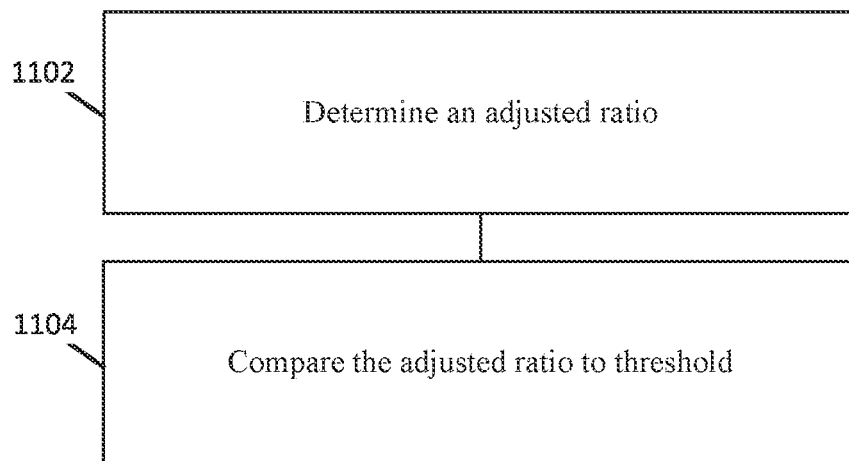 1102
Determine an adjusted ratio
1104
Compare the adjusted ratio to threshold